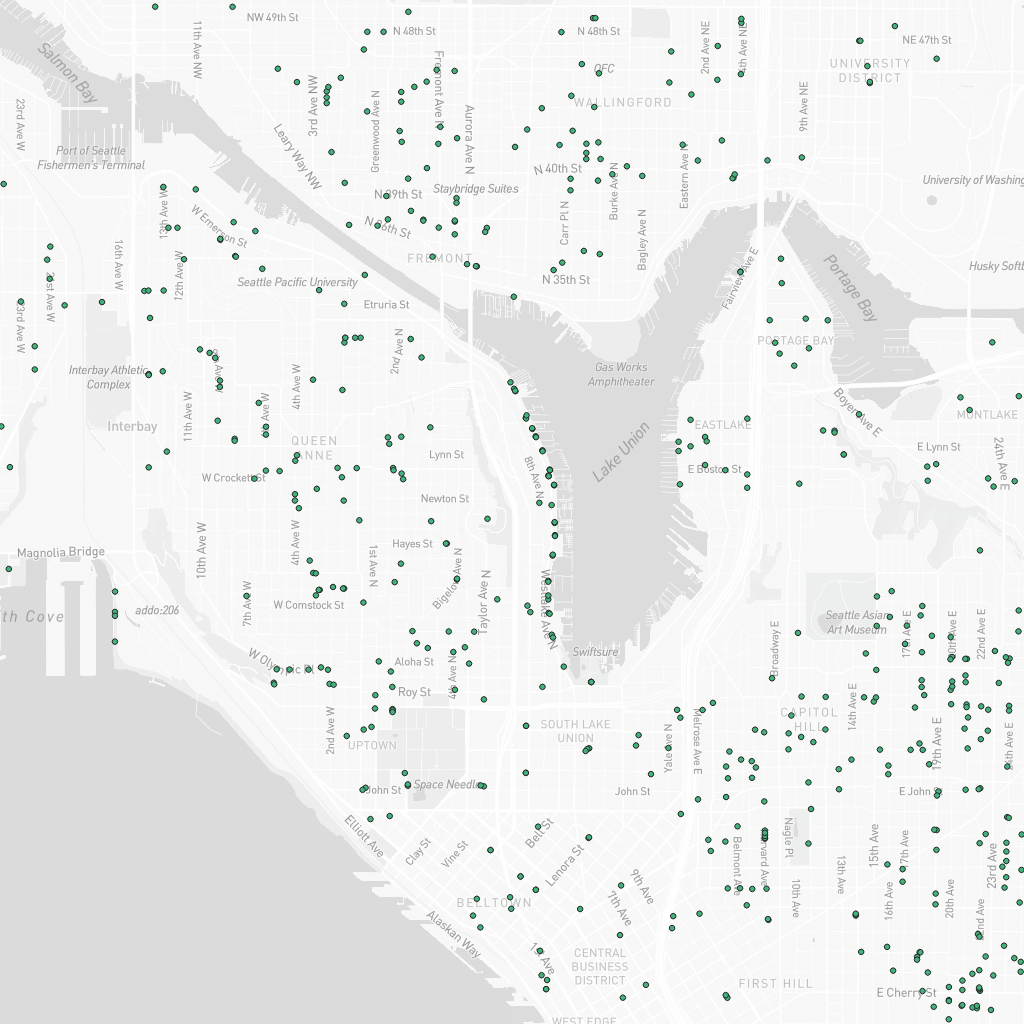 NW 49th St
N 48th St
N 48th St
NE 47th St
11th Ave NW
Salmon Bay
23rd Ave W
3rd Ave NW
Greenwood Ave N
Fremont Ave N
Aurora Ave N
QFC
WALLINGFORD
2nd Ave NE
4th Ave NE
9th Ave NE
UNIVERSITY
DISTRICT
Port of Seattle
Fishermen's Terminal
Leary Way NW
N 40th St
Staybridge Suites
N 39th St
N 36th St
Burke Ave N
Eastern Ave N
Carr Pl N
Bagley Ave N
University of Washing
13th Ave W
W Emerson St
16th Ave W
12th Ave W
21st Ave W
23rd Ave W
FREMONT
N 35th St
Seattle Pacific University
Etruria St
Fairview Ave E
Portage Bay
Husky Softb
PORTAGE BAY
Interbay Athletic
Complex
2nd Ave N
Gas Works
Amphitheater
4th Ave W
11th Ave W
Interbay
QUEEN
ANNE
Lynn St
W Crockett St
Newton St
8th Ave N
Lake Union
EASTLAKE
E Boston St
Boyer Ave E
MONTLAKE
E Lynn St
24th Ave E
Magnolia Bridge
10th Ave W
4th Ave W
1st Ave N
Hayes St
Bigelow Ave N
Taylor Ave N
Westlake Ave N
7th Ave W
W Comstock St
addo:206
th Cove
W Olympic Pl
Aloha St
4th Ave N
Roy St
Swiftsure
Seattle Asian
Art Museum
Broadway E
17th Ave E
20th Ave E
22nd Ave E
2nd Ave W
UPTOWN
SOUTH LAKE
UNION
Yale Ave N
Melrose Ave E
CAPITOL
HILL
14th Ave E
19th Ave E
24th Ave E
John St
Space Needle
John St
E John St
Elliott Ave
Clay St
Vine St
Bell St
Lenora St
Belmont Ave
Harvard Ave
Nagle Pl
10th Ave
13th Ave
15th Ave
17th Ave
16th Ave
20th Ave
23rd Ave
22nd Ave
BELLTOWN
Alaskan Way
9th Ave
7th Ave
1st Ave
CENTRAL
BUSINESS
DISTRICT
FIRST HILL
E Cherry St
WEST EDGE